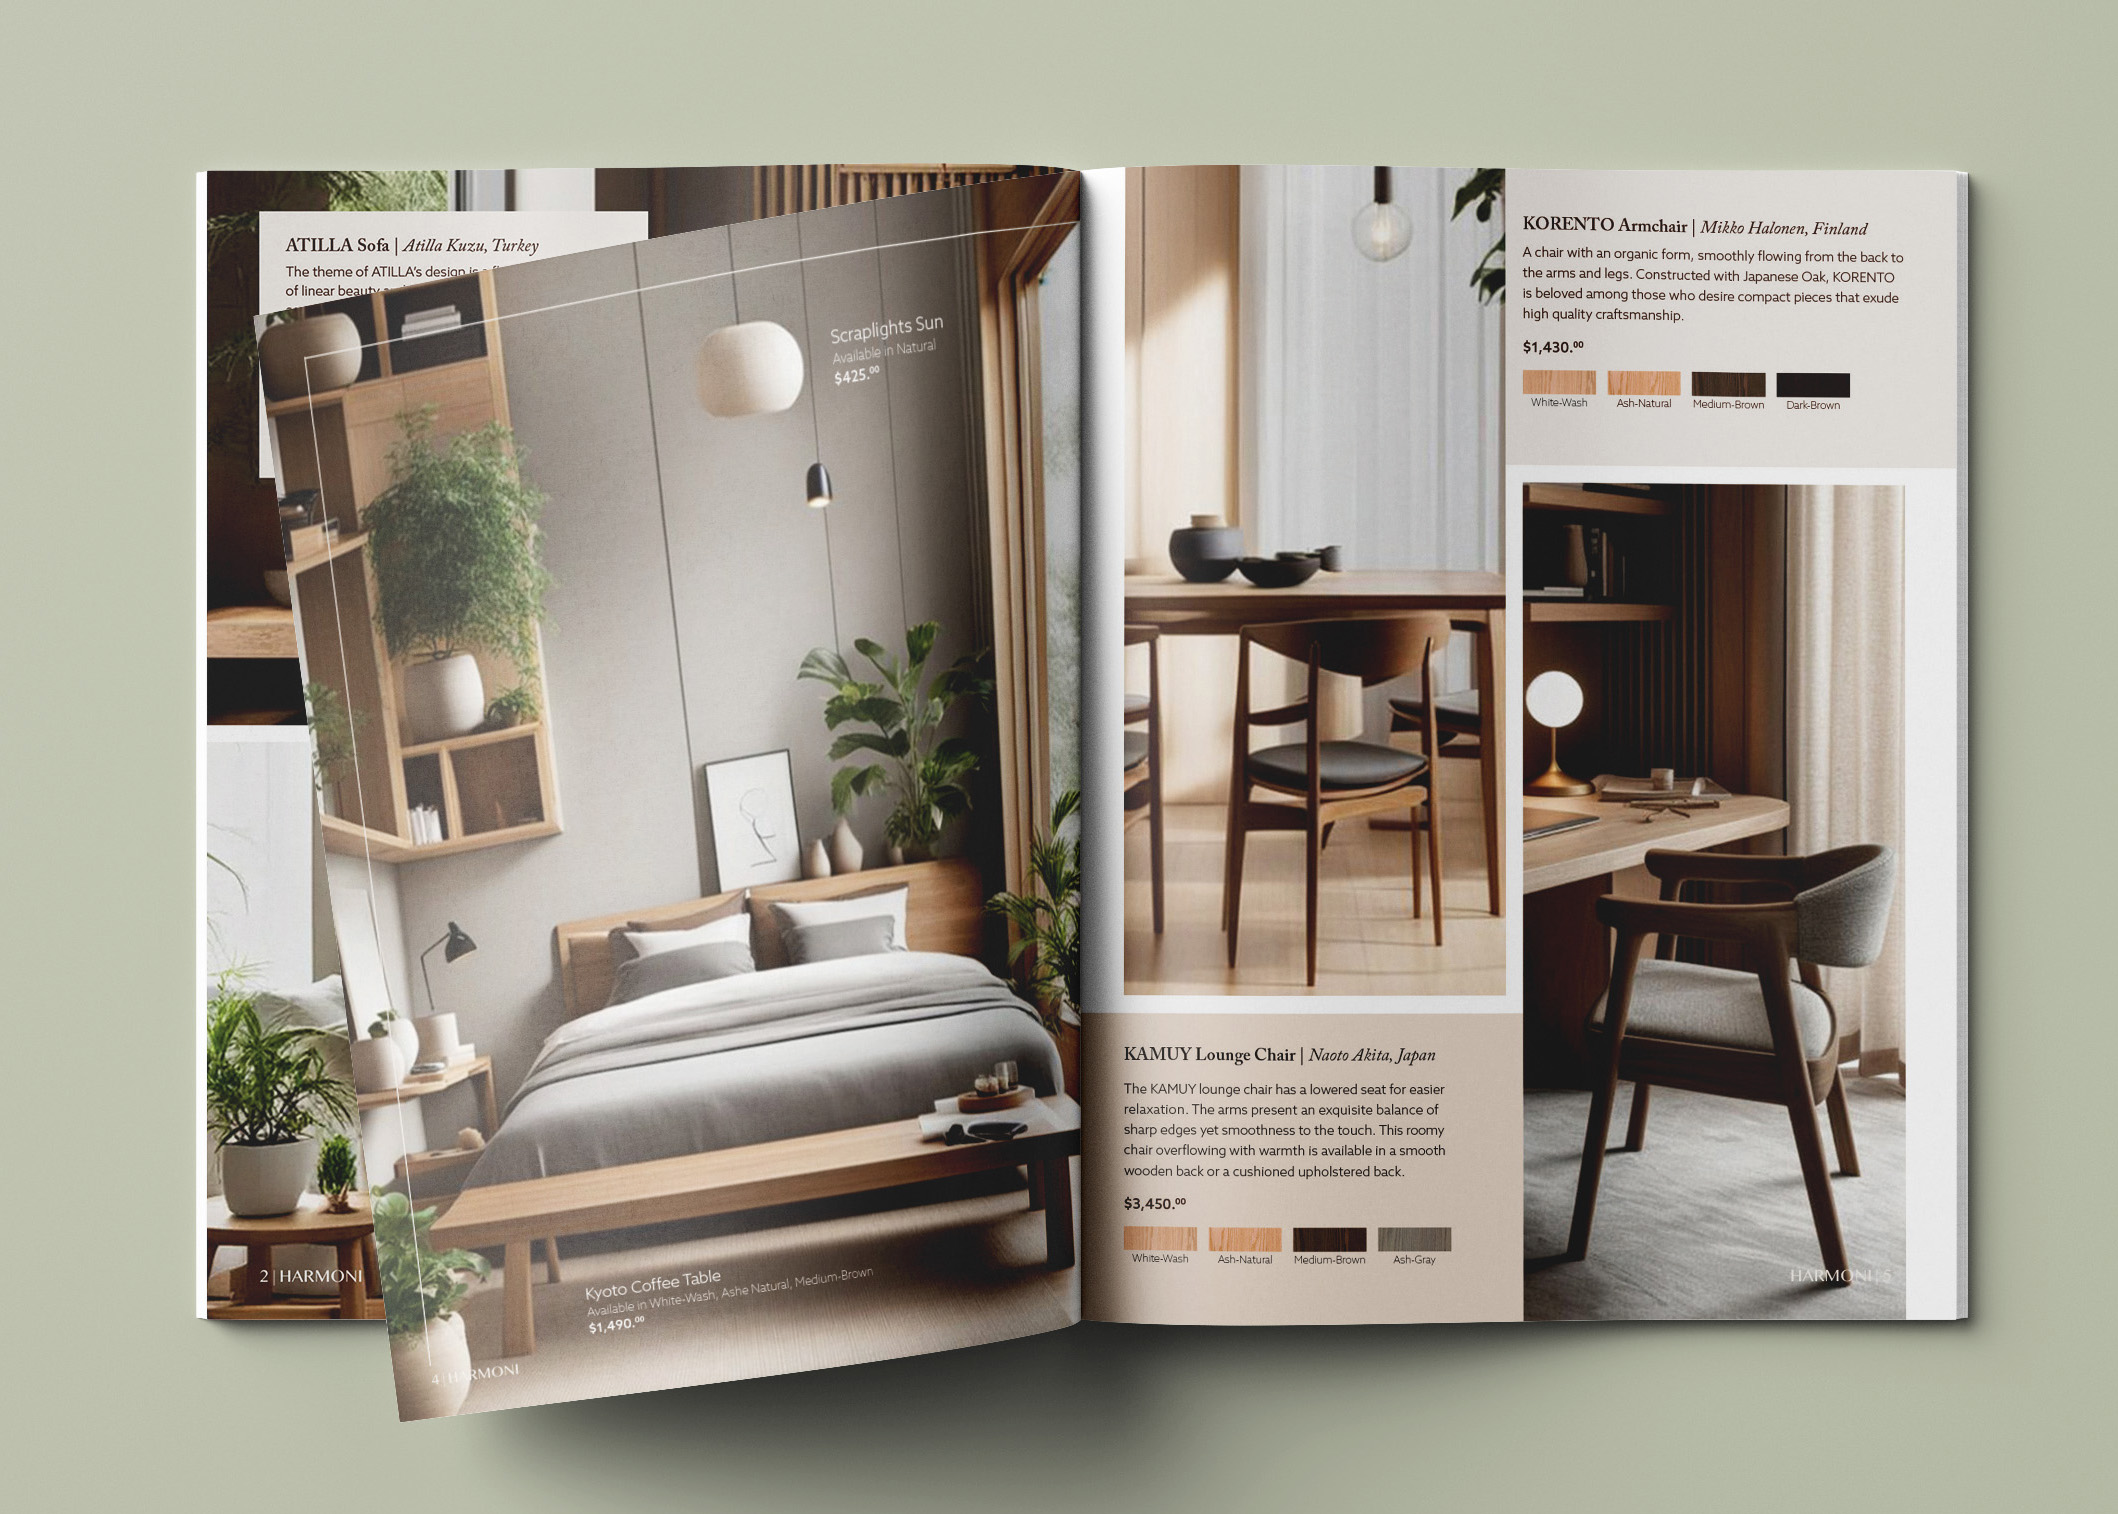 ATILLA Sofa | Atilla Kuzu, Turkey
The theme of ATILLA's design is a
of linear beauty
2 | HARMONI
Scraplights Sun
Available in Natural
$425.00
Kyoto Coffee Table
Available in White-Wash, Ashe Natural, Medium-Brown
$1,490.00
4 | HARMONI
KAMUY Lounge Chair | Naoto Akita, Japan
The KAMUY lounge chair has a lowered seat for easier
relaxation. The arms present an exquisite balance of
sharp edges yet smoothness to the touch. This roomy
chair overflowing with warmth is available in a smooth
wooden back or a cushioned upholstered back.
$3,450.00
White-Wash Ash-Natural Medium-Brown Ash-Gray
KORENTO Armchair | Mikko Halonen, Finland
A chair with an organic form, smoothly flowing from the back to
the arms and legs. Constructed with Japanese Oak, KORENTO
is beloved among those who desire compact pieces that exude
high quality craftsmanship.
$1,430.00
White-Wash Ash-Natural Medium-Brown Dark-Brown
HARMONI | 5